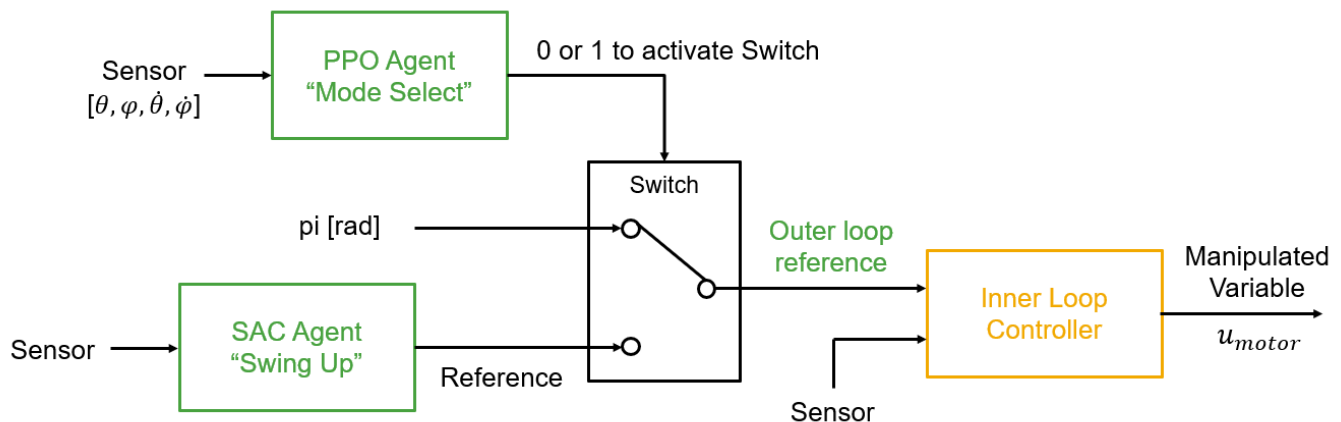 0 or 1 to activate Switch
Sensor
[θ, φ, θ̇, φ̇]
PPO Agent
“Mode Select”
Switch
pi [rad]
Outer loop
reference
Manipulated
Variable
u_motor
Inner Loop
Controller
Sensor
SAC Agent
“Swing Up”
Reference
Sensor